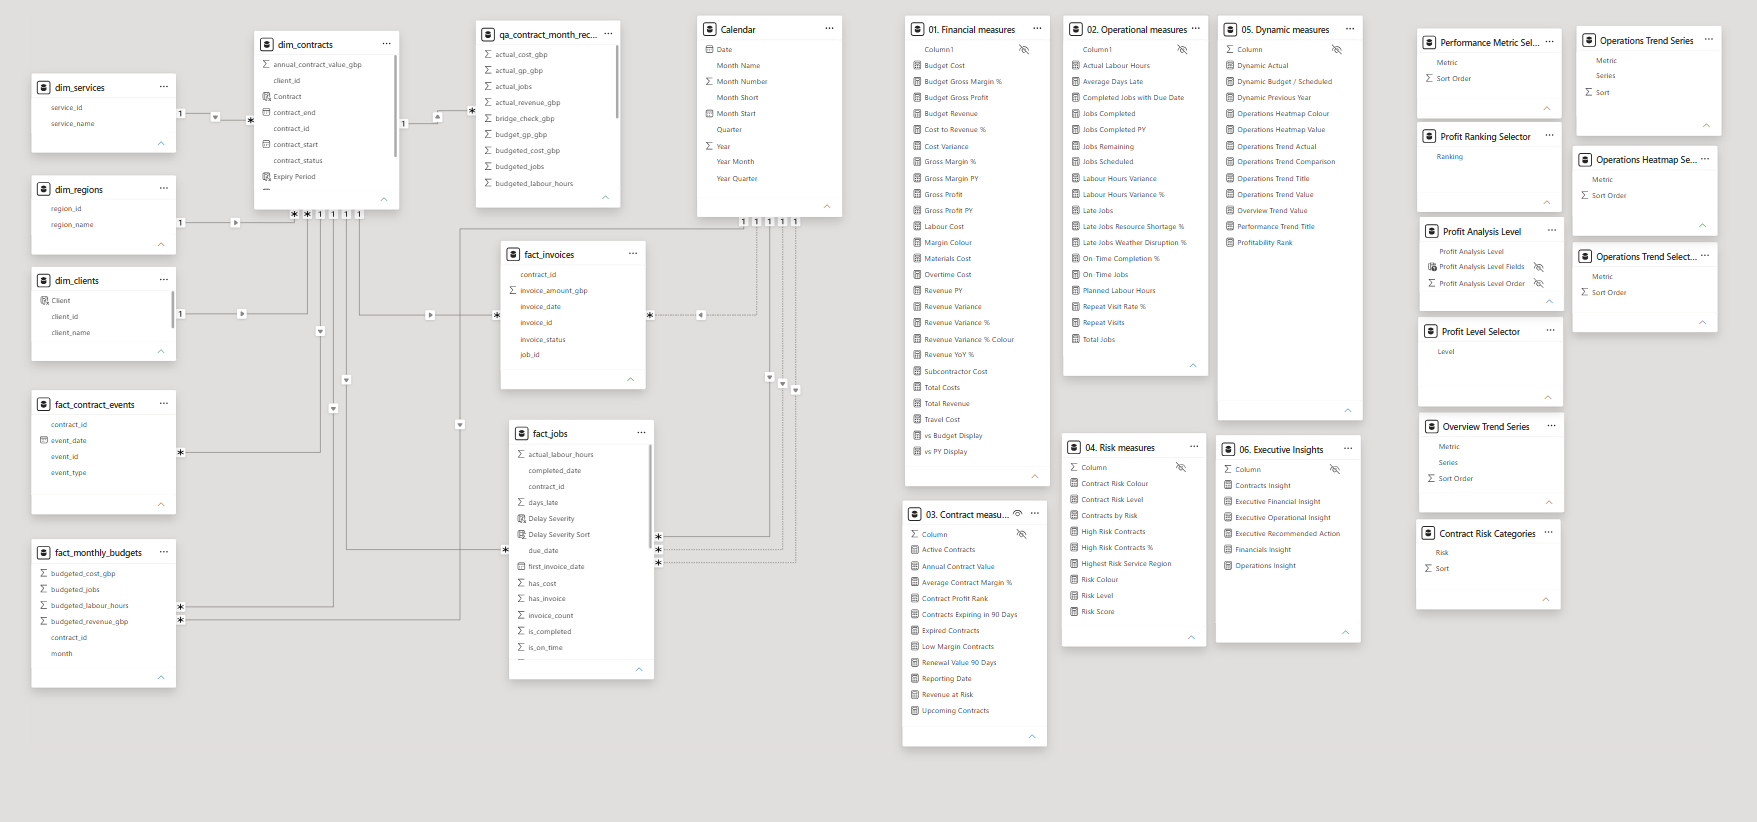 dim_services
service_id
service_name
dim_regions
region_id
region_name
dim_clients
Client
client_id
client_name
fact_contract_events
contract_id
event_date
event_id
event_type
fact_monthly_budgets
budgeted_cost_gbp
budgeted_jobs
budgeted_labour_hours
budgeted_revenue_gbp
contract_id
month
dim_contracts
annual_contract_value_gbp
client_id
Contract
contract_end
contract_id
contract_start
contract_status
Expiry Period
qa_contract_month_rec...
actual_cost_gbp
actual_gp_gbp
actual_jobs
actual_revenue_gbp
bridge_check_gbp
budget_gp_gbp
budgeted_cost_gbp
budgeted_jobs
budgeted_labour_hours
fact_invoices
contract_id
invoice_amount_gbp
invoice_date
invoice_id
invoice_status
job_id
fact_jobs
actual_labour_hours
completed_date
contract_id
days_late
Delay Severity
Delay Severity Sort
due_date
first_invoice_date
has_cost
has_invoice
invoice_count
is_completed
is_on_time
Calendar
Date
Month Name
Month Number
Month Short
Month Start
Quarter
Year
Year Month
Year Quarter
01. Financial measures
Column1
Budget Cost
Budget Gross Margin %
Budget Gross Profit
Budget Revenue
Cost to Revenue %
Cost Variance
Gross Margin %
Gross Margin PY
Gross Profit
Gross Profit PY
Labour Cost
Margin Colour
Materials Cost
Overtime Cost
Revenue PY
Revenue Variance
Revenue Variance %
Revenue Variance % Colour
Revenue YoY %
Subcontractor Cost
Total Costs
Total Revenue
Travel Cost
vs Budget Display
vs PY Display
03. Contract measu...
Column
Active Contracts
Annual Contract Value
Average Contract Margin %
Contract Profit Rank
Contracts Expiring in 90 Days
Expired Contracts
Low Margin Contracts
Renewal Value 90 Days
Reporting Date
Revenue at Risk
Upcoming Contracts
02. Operational measures
Column1
Actual Labour Hours
Average Days Late
Completed Jobs with Due Date
Jobs Completed
Jobs Completed PY
Jobs Remaining
Jobs Scheduled
Labour Hours Variance
Labour Hours Variance %
Late Jobs
Late Jobs Resource Shortage %
Late Jobs Weather Disruption %
On-Time Completion %
On-Time Jobs
Planned Labour Hours
Repeat Visit Rate %
Repeat Visits
Total Jobs
04. Risk measures
Column
Contract Risk Colour
Contract Risk Level
Contracts by Risk
High Risk Contracts
High Risk Contracts %
Highest Risk Service Region
Risk Colour
Risk Level
Risk Score
05. Dynamic measures
Column
Dynamic Actual
Dynamic Budget / Scheduled
Dynamic Previous Year
Operations Heatmap Colour
Operations Heatmap Value
Operations Trend Actual
Operations Trend Comparison
Operations Trend Title
Operations Trend Value
Overview Trend Value
Performance Trend Title
Profitability Rank
06. Executive Insights
Column
Contracts Insight
Executive Financial Insight
Executive Operational Insight
Executive Recommended Action
Financials Insight
Operations Insight
Performance Metric Sel...
Metric
Sort Order
Profit Ranking Selector
Ranking
Profit Analysis Level
Profit Analysis Level
Profit Analysis Level Fields
Profit Analysis Level Order
Profit Level Selector
Level
Overview Trend Series
Metric
Series
Sort Order
Contract Risk Categories
Risk
Sort
Operations Trend Series
Metric
Series
Sort
Operations Heatmap Se...
Metric
Sort Order
Operations Trend Select...
Metric
Sort Order